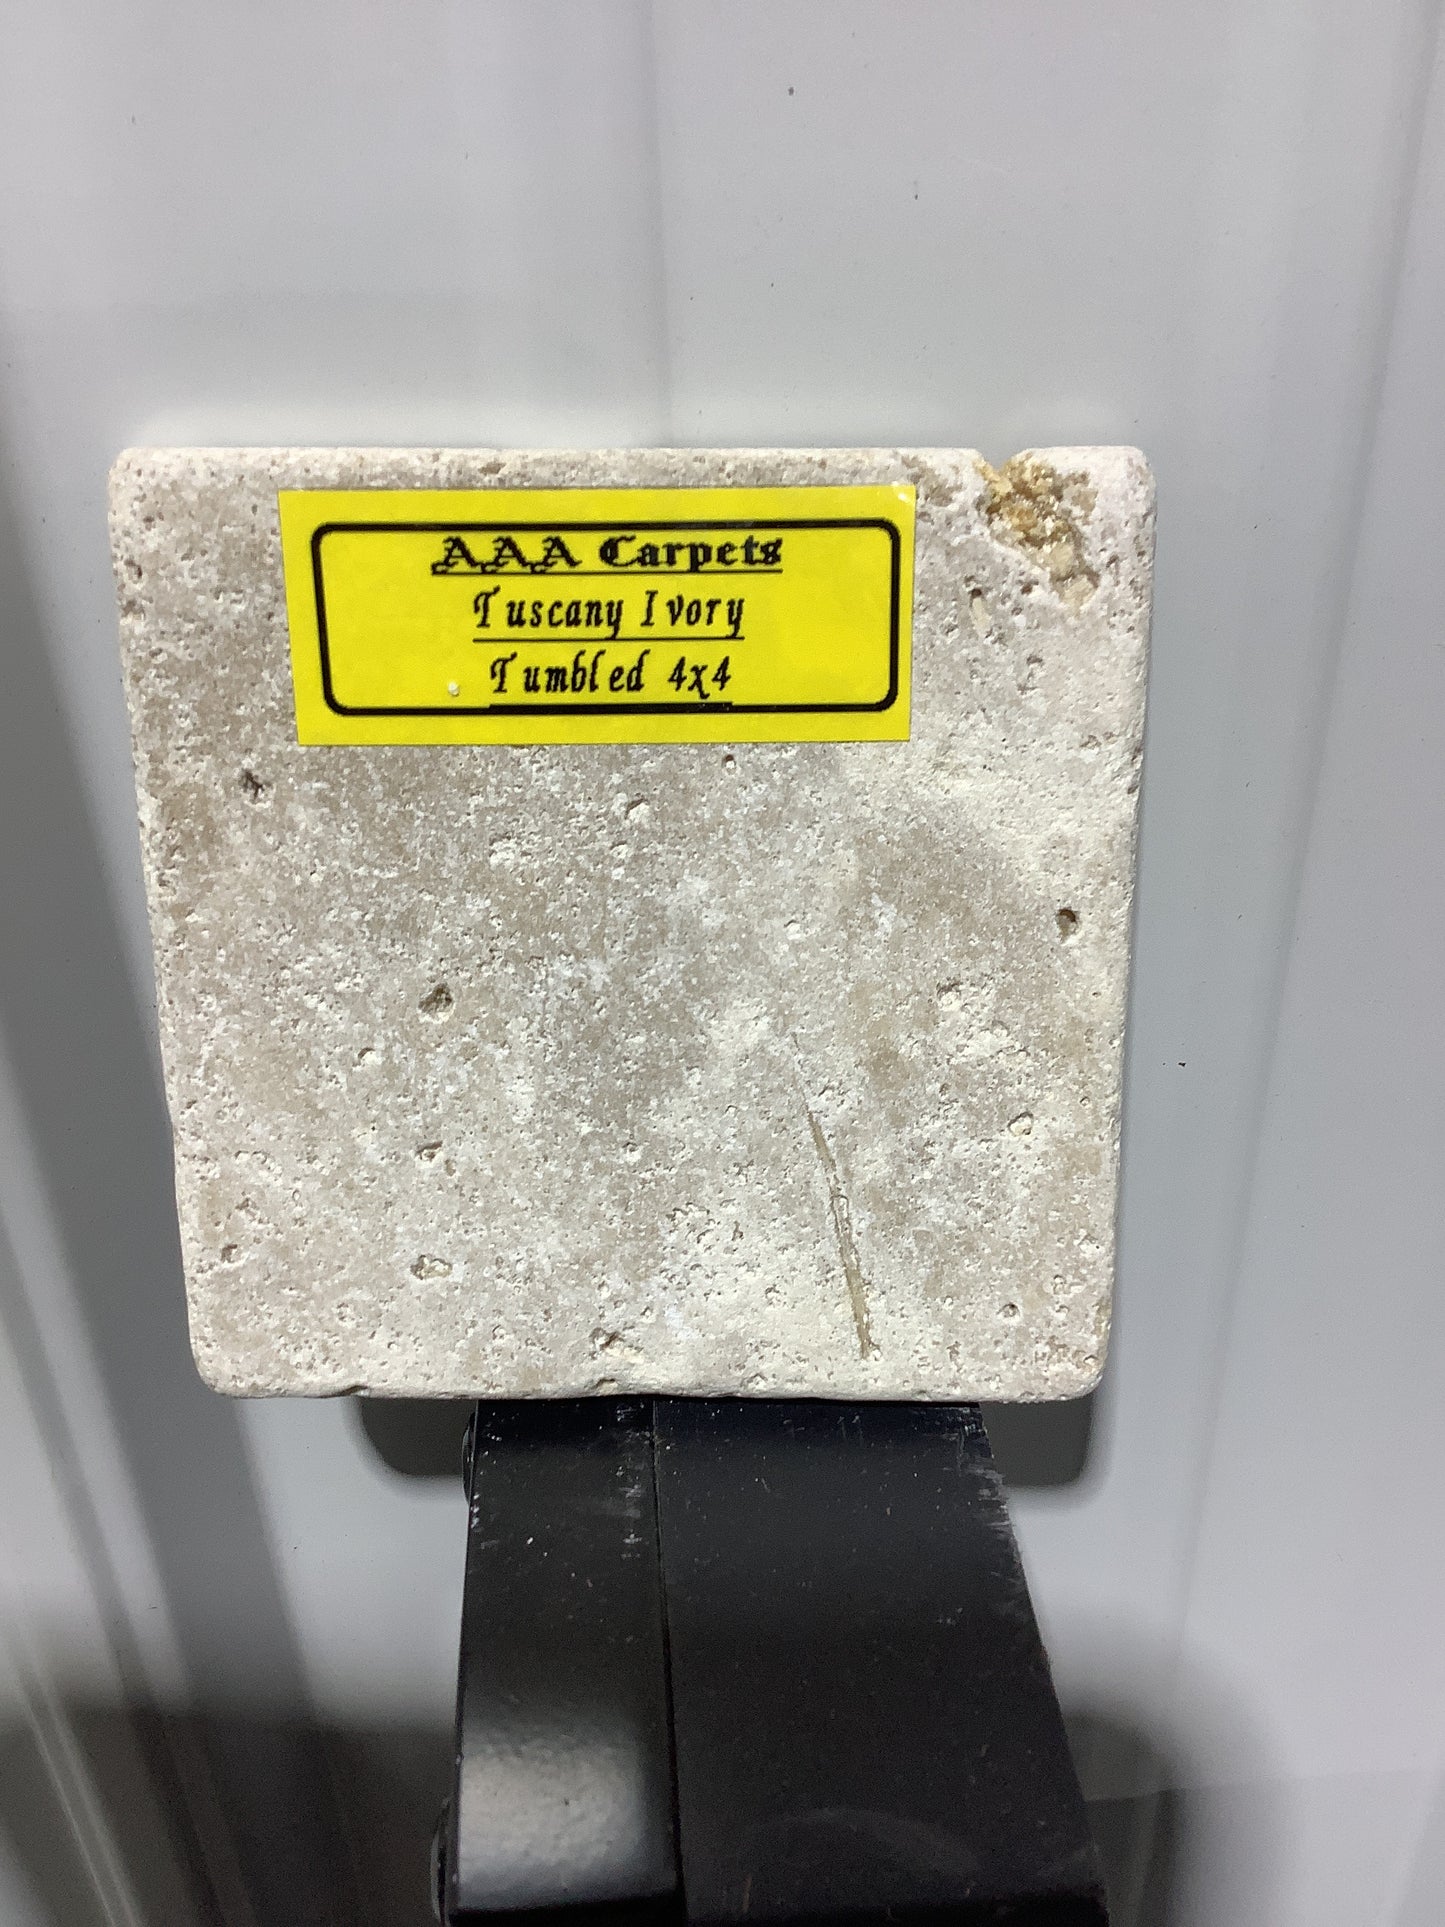 AAA Carpets
Tuscany Ivory
Tumbled 4x4